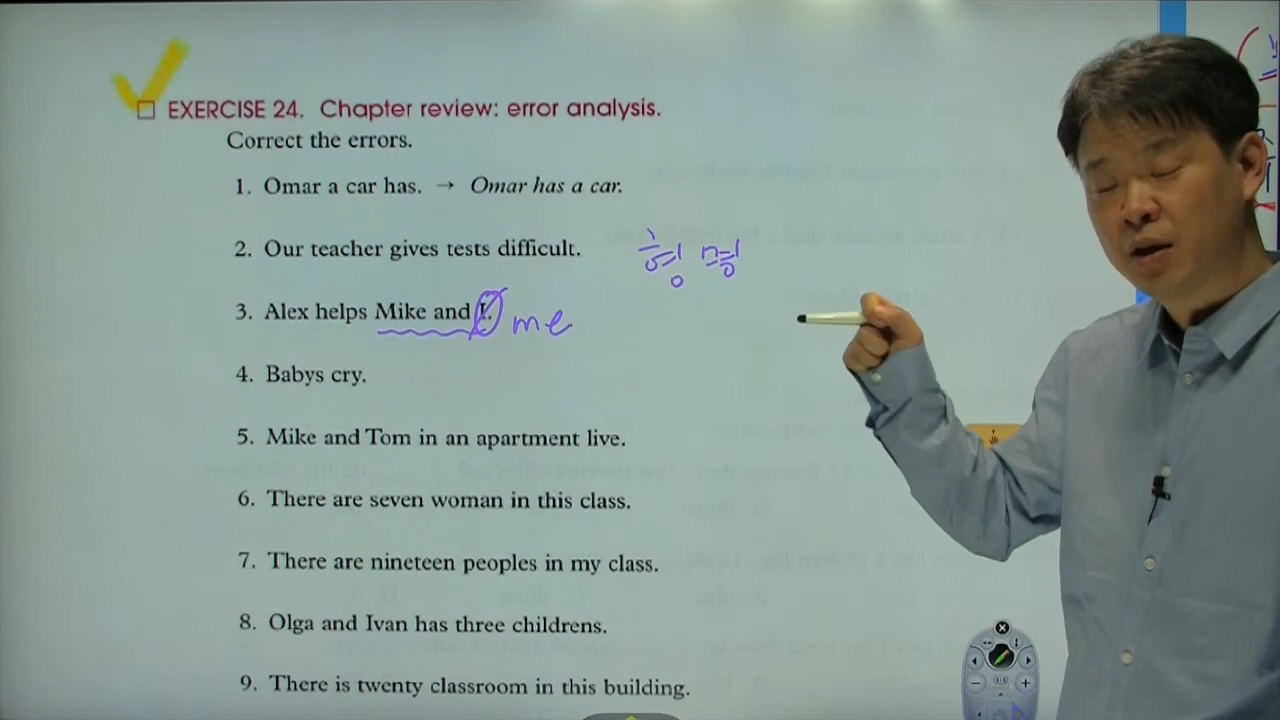 EXERCISE 24. Chapter review: error analysis.
Correct the errors.
1. Omar a car has. → Omar has a car.
2. Our teacher gives tests difficult. 형 명
3. Alex helps Mike and I. me
4. Babys cry.
5. Mike and Tom in an apartment live.
6. There are seven woman in this class.
7. There are nineteen peoples in my class.
8. Olga and Ivan has three childrens.
9. There is twenty classroom in this building.